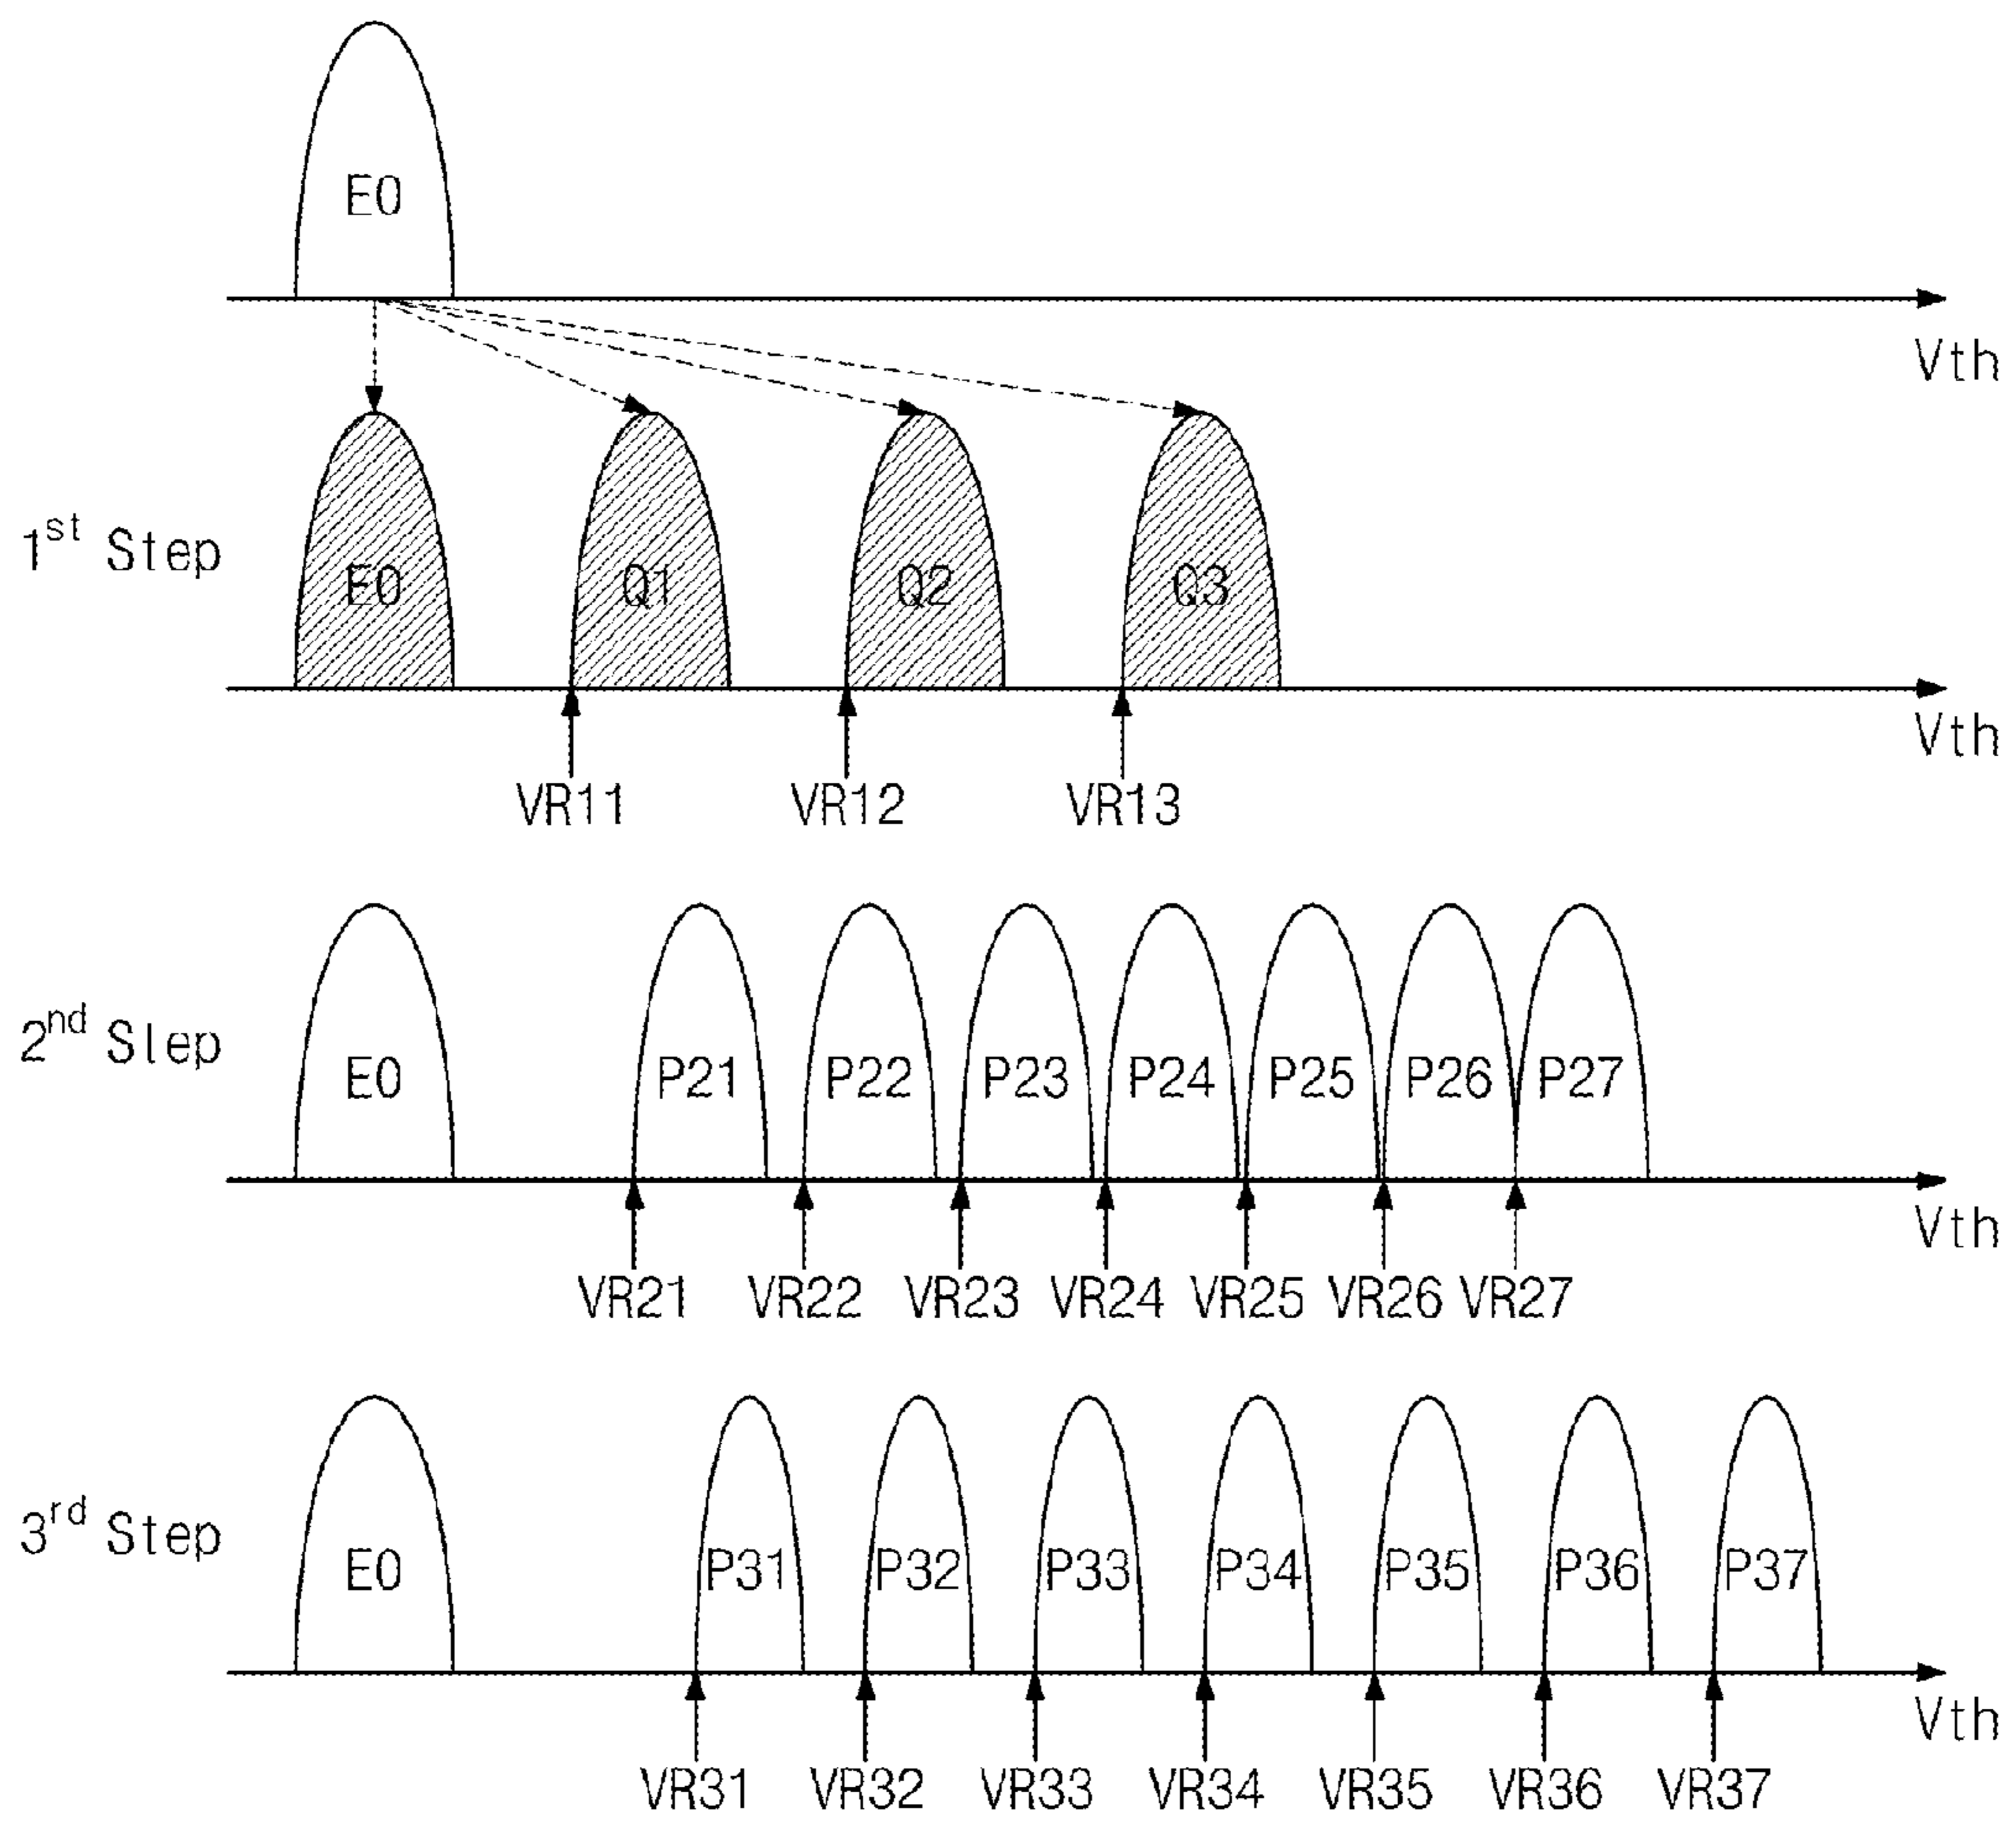 E0
Vth
1st Step
E0 Q1 Q2 Q3
Vth
VR11 VR12 VR13
2nd Step
E0 P21 P22 P23 P24 P25 P26 P27
Vth
VR21 VR22 VR23 VR24 VR25 VR26 VR27
3rd Step
E0 P31 P32 P33 P34 P35 P36 P37
Vth
VR31 VR32 VR33 VR34 VR35 VR36 VR37